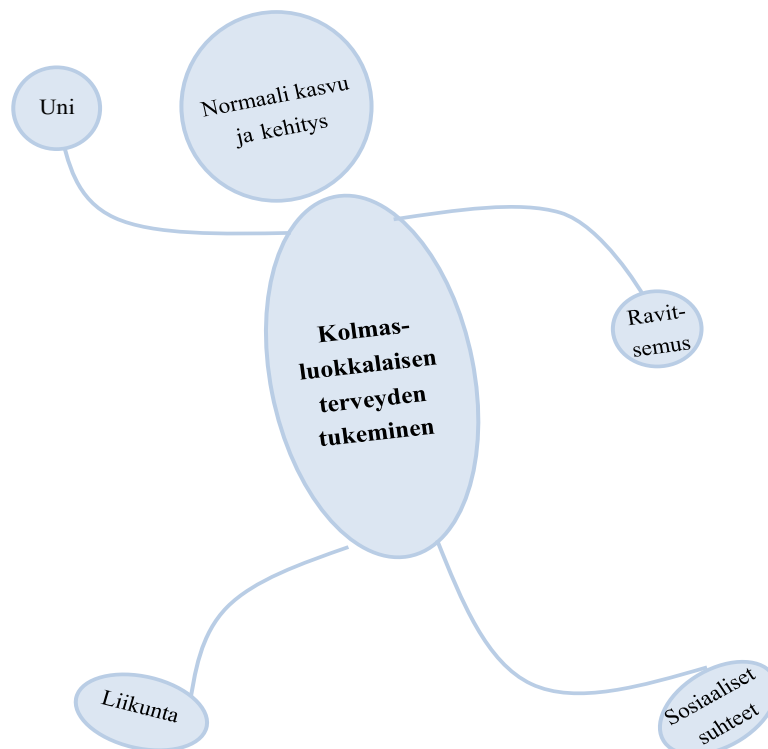 Uni
Normaali kasvu
ja kehitys
Ravit-
semus
Kolmas-
luokkalaisen
terveyden
tukeminen
Liikunta
Sosiaaliset
suhteet